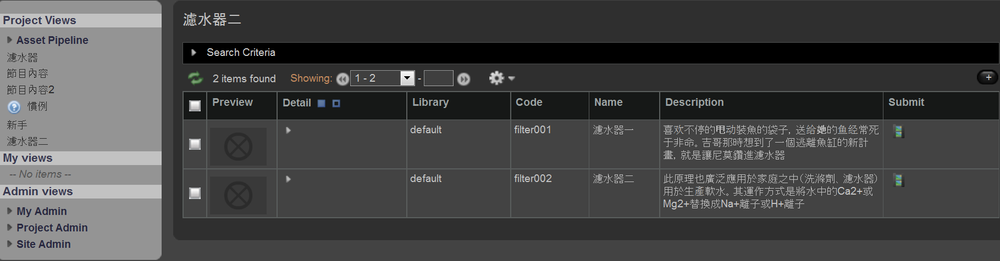 Project Views
Asset Pipeline
濾水器
節目內容
節目內容2
慣例
新手
濾水器二
My views
-- No items --
Admin views
My Admin
Project Admin
Site Admin
濾水器二
Search Criteria
2 items found Showing: 1 - 2 -
Preview Detail Library Code Name Description Submit
default filter001 濾水器一 喜欢不停的甩动裝魚的袋子, 送給她的鱼经常死
于非命。吉哥那時想到了一個逃離魚缸的新計
畫, 就是讓尼莫鑽進濾水器
default filter002 濾水器二 此原理也廣泛應用於家庭之中(洗滌劑、濾水器)
用於生產軟水。其運作方式是將水中的Ca2+或
Mg2+替換成Na+離子或H+離子